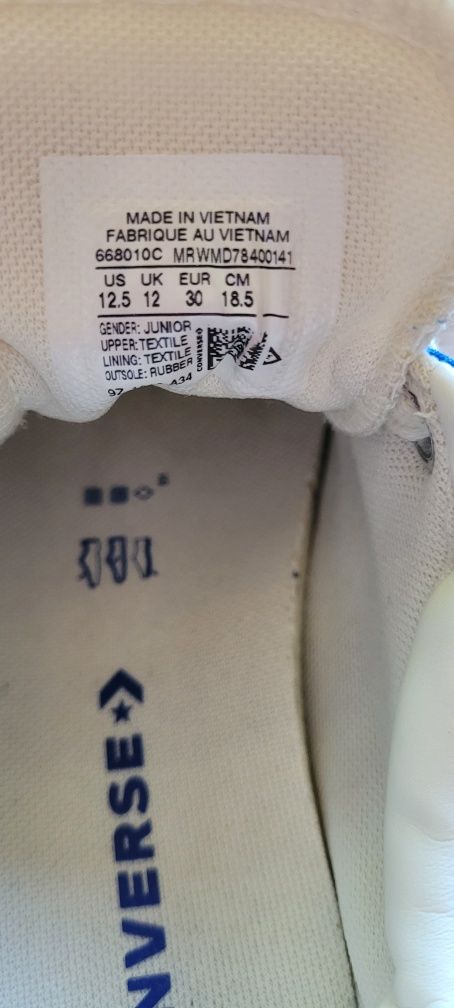 MADE IN VIETNAM
FABRIQUE AU VIETNAM
668010C MRWMD78400141
US UK EUR CM
12.5 12 30 18.5
GENDER: JUNIOR
UPPER: TEXTILE
LINING: TEXTILE
OUTSOLE: RUBBER
CONVERSE
NVERSE